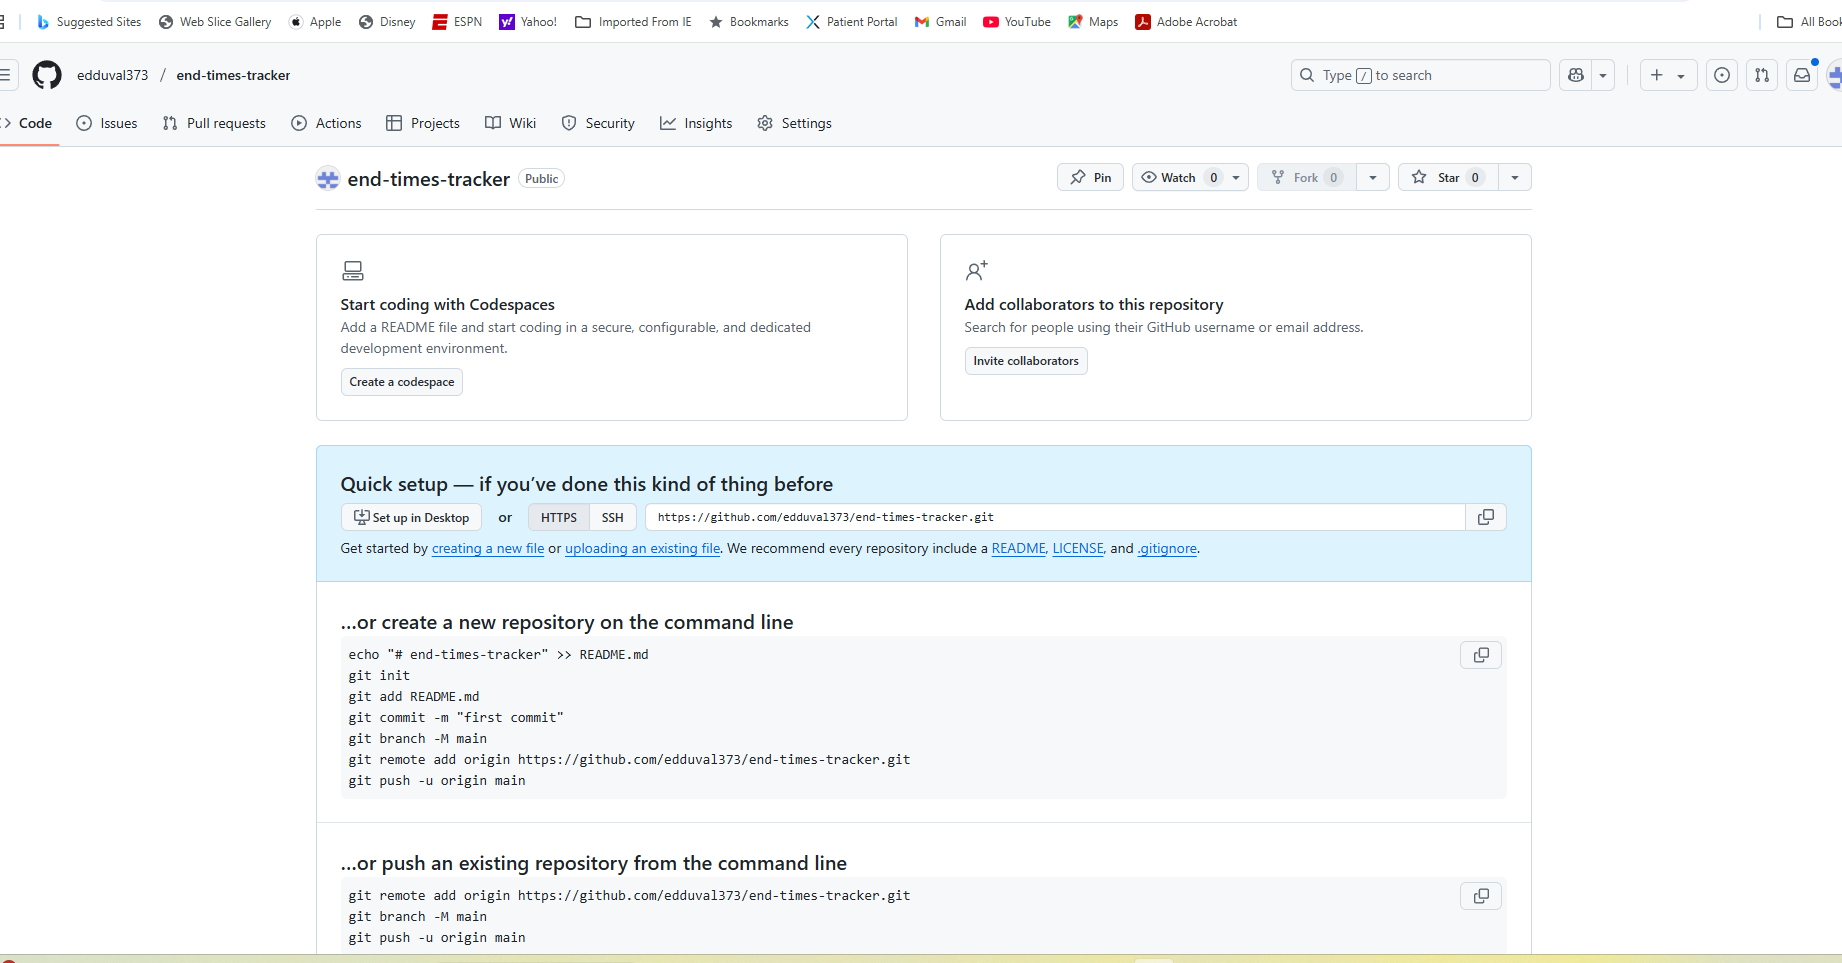 Suggested Sites Web Slice Gallery Apple Disney ESPN Yahoo! Imported From IE Bookmarks Patient Portal Gmail YouTube Maps Adobe Acrobat All Book
edduval373 / end-times-tracker Type / to search
Code Issues Pull requests Actions Projects Wiki Security Insights Settings
end-times-tracker Public Pin Watch 0 Fork 0 Star 0
Start coding with Codespaces
Add a README file and start coding in a secure, configurable, and dedicated
development environment.
Create a codespace
Add collaborators to this repository
Search for people using their GitHub username or email address.
Invite collaborators
Quick setup — if you’ve done this kind of thing before
Set up in Desktop or HTTPS SSH https://github.com/edduval373/end-times-tracker.git
Get started by creating a new file or uploading an existing file. We recommend every repository include a README, LICENSE, and .gitignore.
…or create a new repository on the command line
echo "# end-times-tracker" >> README.md
git init
git add README.md
git commit -m "first commit"
git branch -M main
git remote add origin https://github.com/edduval373/end-times-tracker.git
git push -u origin main
…or push an existing repository from the command line
git remote add origin https://github.com/edduval373/end-times-tracker.git
git branch -M main
git push -u origin main